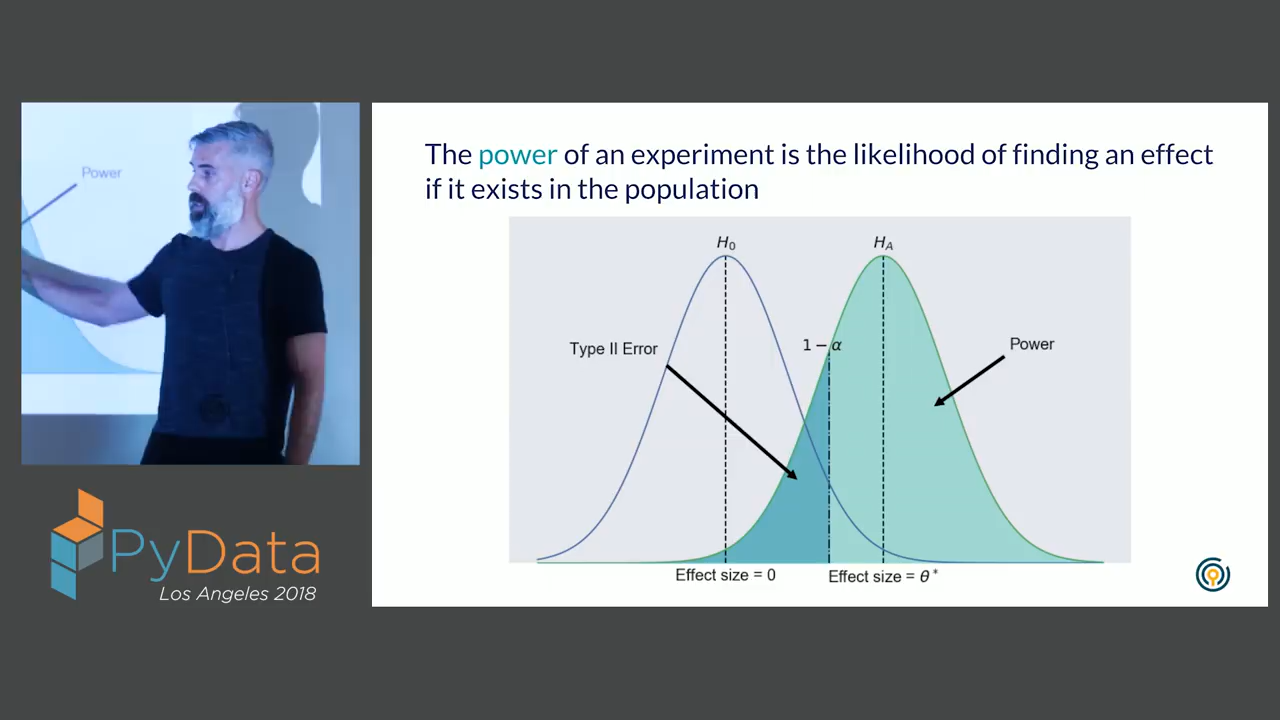 The power of an experiment is the likelihood of finding an effect
if it exists in the population
H₀
H_A
Type II Error
1 − α
Power
Effect size = 0
Effect size = θ*
Power
PyData
Los Angeles 2018